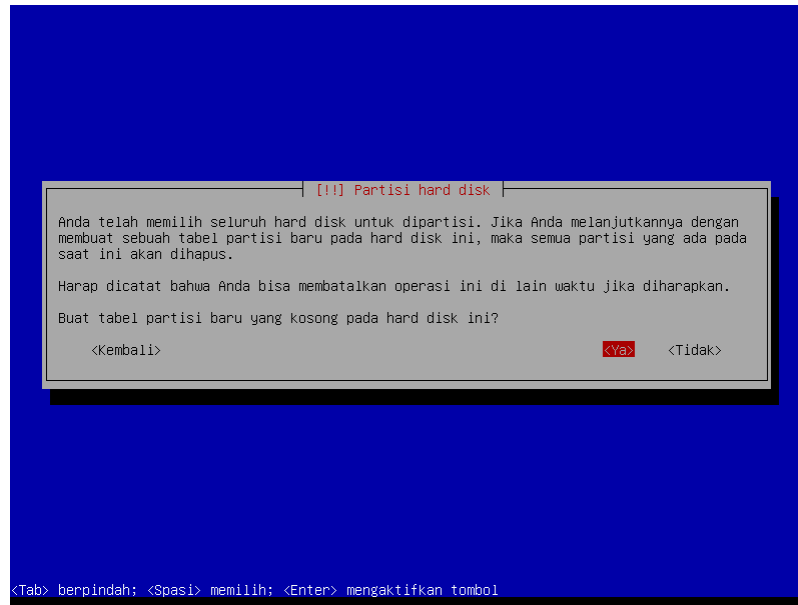 [!!] Partisi hard disk
Anda telah memilih seluruh hard disk untuk dipartisi. Jika Anda melanjutkannya dengan
membuat sebuah tabel partisi baru pada hard disk ini, maka semua partisi yang ada pada
saat ini akan dihapus.
Harap dicatat bahwa Anda bisa membatalkan operasi ini di lain waktu jika diharapkan.
Buat tabel partisi baru yang kosong pada hard disk ini?
<Kembali> <Ya> <Tidak>
<Tab> berpindah; <Spasi> memilih; <Enter> mengaktifkan tombol